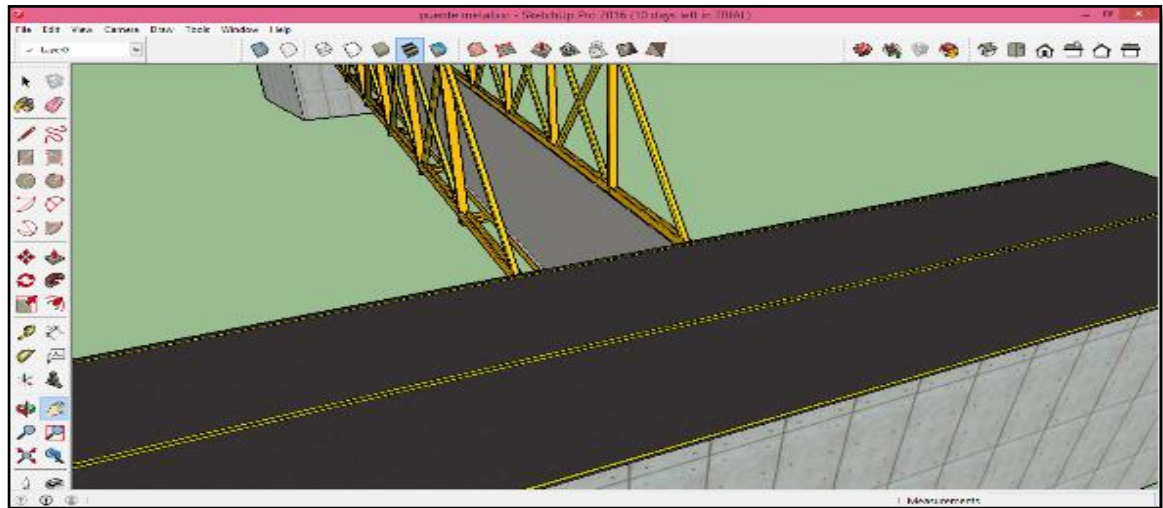 puente metalico - SketchUp Pro 2016 (10 days left in TRIAL)
File Edit View Camera Draw Tools Window Help
Layer0
Measurements